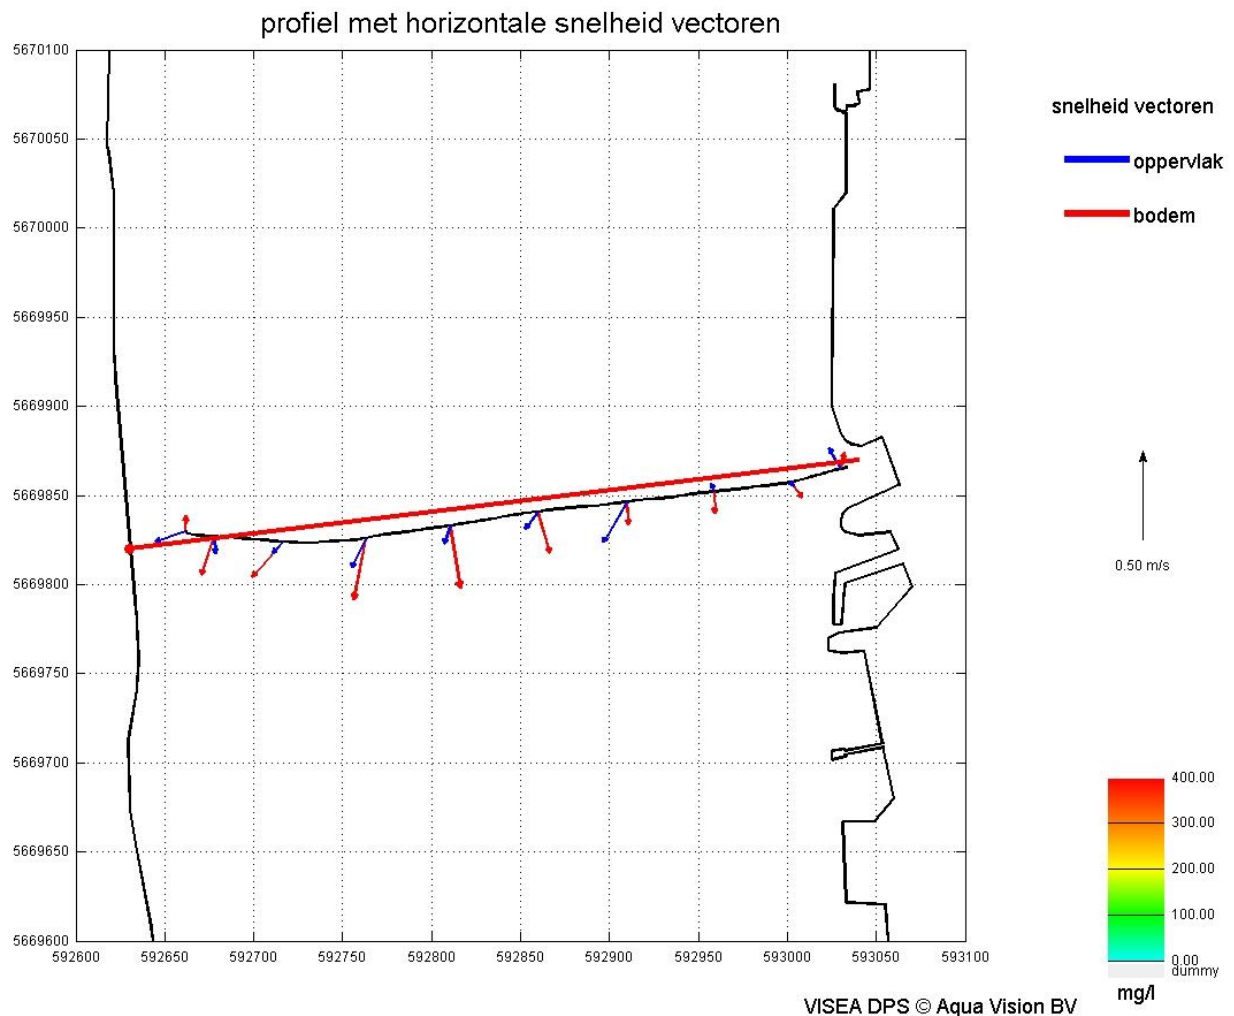 profiel met horizontale snelheid vectoren
5670100
5670050
5670000
5669950
5669900
5669850
5669800
5669750
5669700
5669650
5669600
592600 592650 592700 592750 592800 592850 592900 592950 593000 593050 593100
snelheid vectoren
oppervlak
bodem
0.50 m/s
400.00
300.00
200.00
100.00
0.00
dummy
mg/l
VISEA DPS © Aqua Vision BV